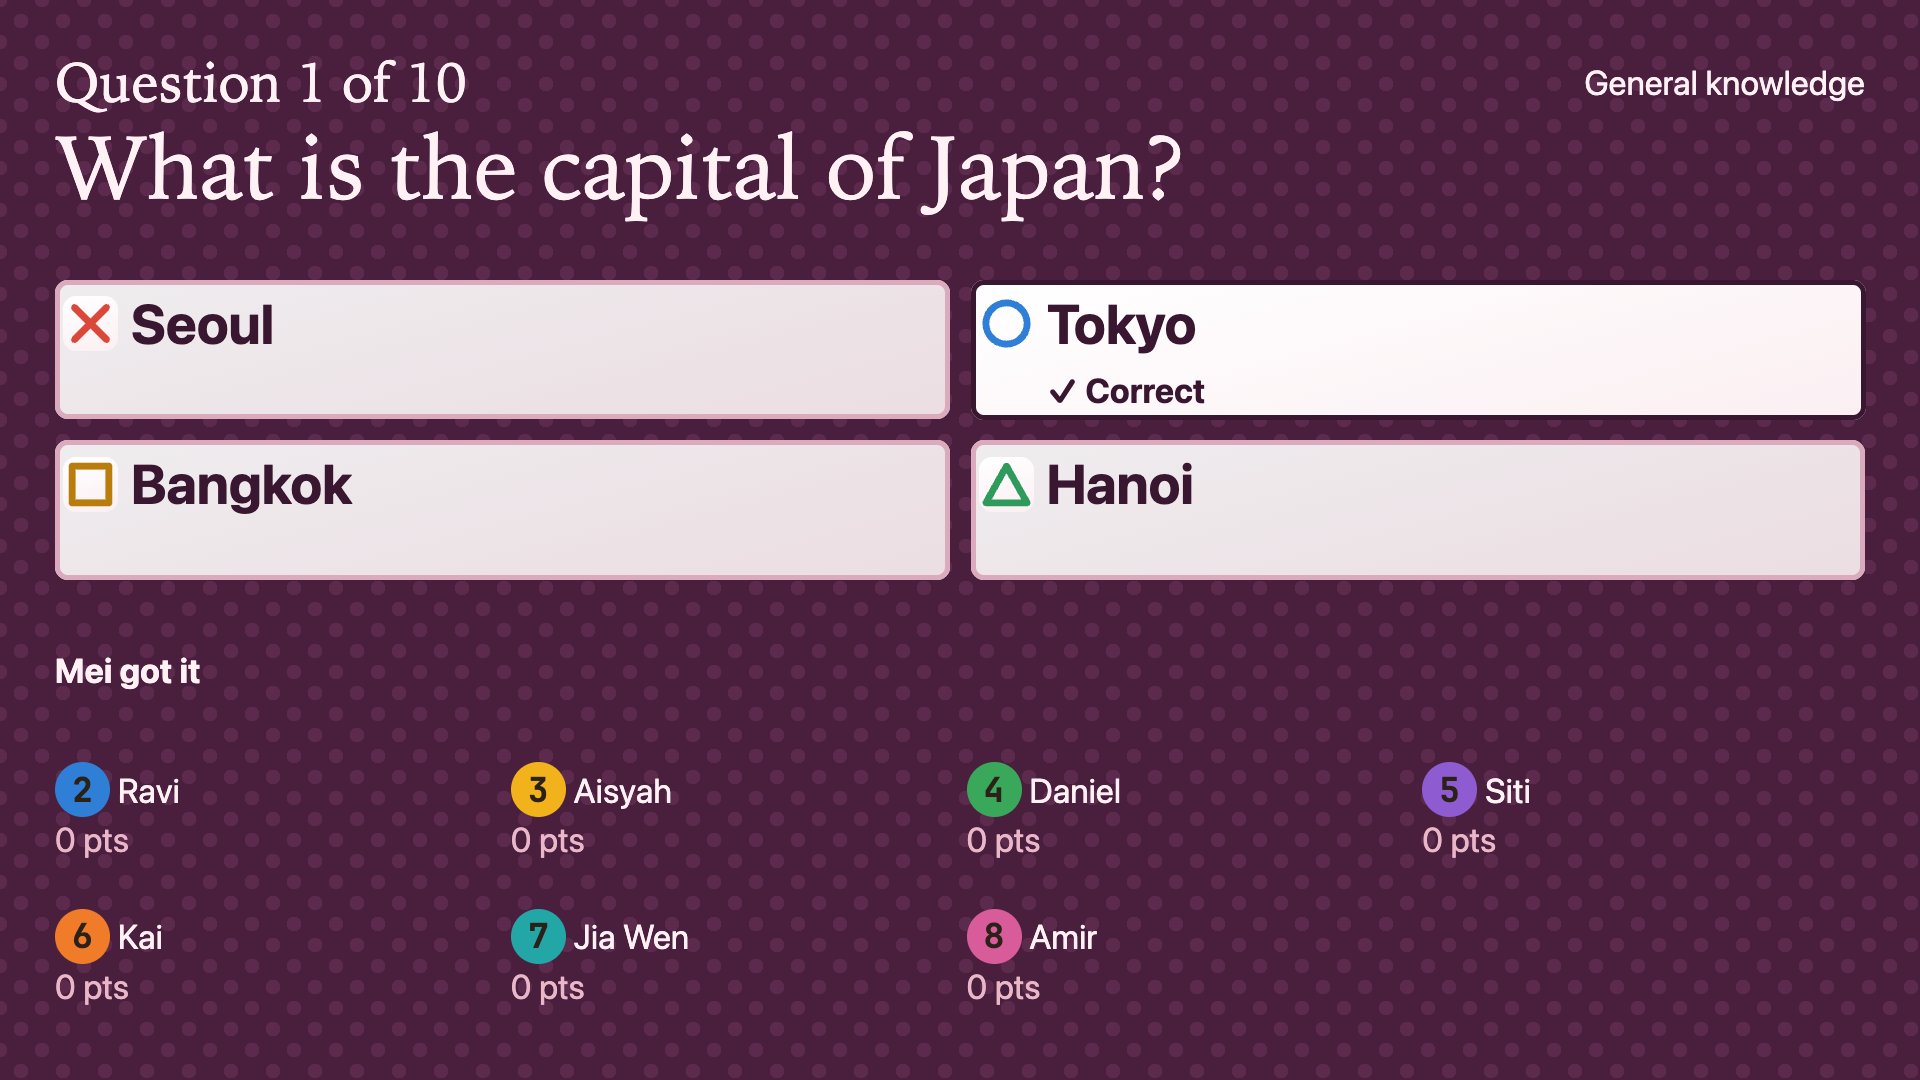 Question 1 of 10
General knowledge
What is the capital of Japan?
Seoul
Tokyo
✓ Correct
Bangkok
Hanoi
Mei got it
2 Ravi
0 pts
3 Aisyah
0 pts
4 Daniel
0 pts
5 Siti
0 pts
6 Kai
0 pts
7 Jia Wen
0 pts
8 Amir
0 pts